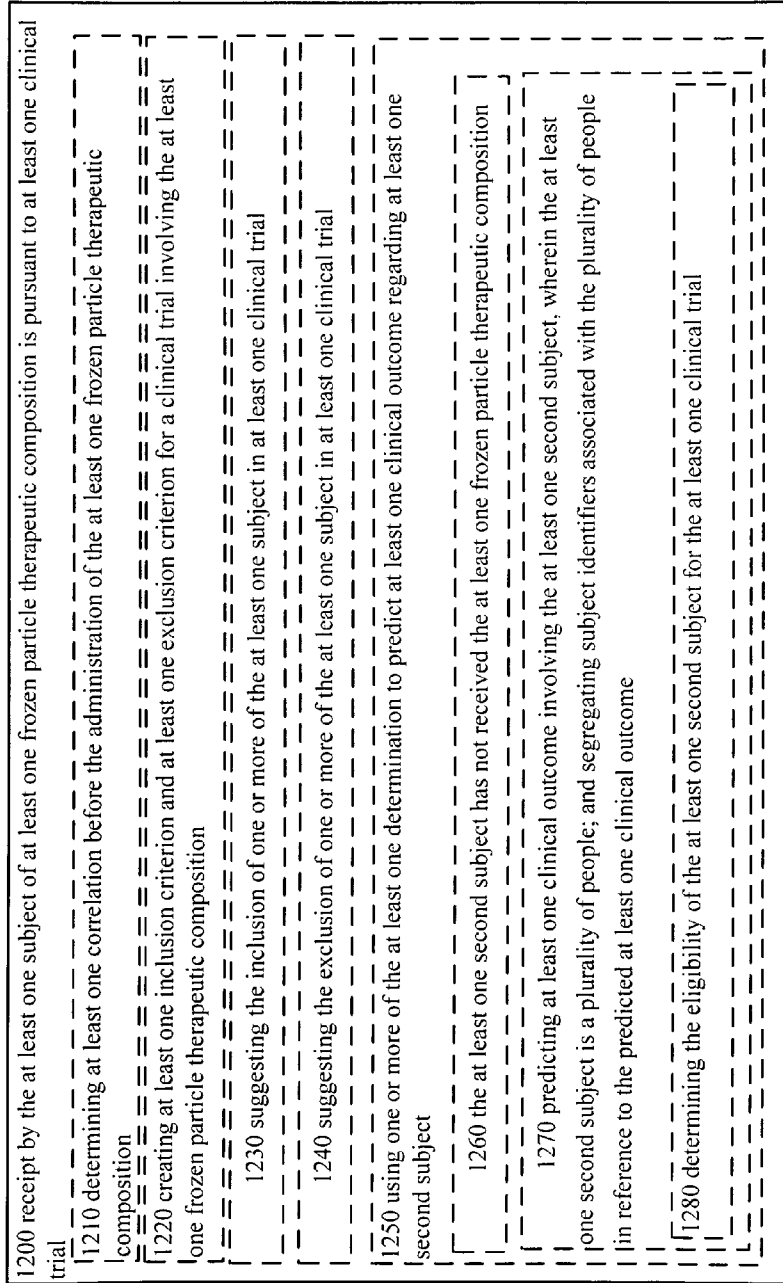 1200 receipt by the at least one subject of at least one frozen particle therapeutic composition is pursuant to at least one clinical
trial
1210 determining at least one correlation before the administration of the at least one frozen particle therapeutic
composition
1220 creating at least one inclusion criterion and at least one exclusion criterion for a clinical trial involving the at least
one frozen particle therapeutic composition
1230 suggesting the inclusion of one or more of the at least one subject in at least one clinical trial
1240 suggesting the exclusion of one or more of the at least one subject in at least one clinical trial
1250 using one or more of the at least one determination to predict at least one clinical outcome regarding at least one
second subject
1260 the at least one second subject has not received the at least one frozen particle therapeutic composition
1270 predicting at least one clinical outcome involving the at least one second subject, wherein the at least
one second subject is a plurality of people; and segregating subject identifiers associated with the plurality of people
in reference to the predicted at least one clinical outcome
1280 determining the eligibility of the at least one second subject for the at least one clinical trial